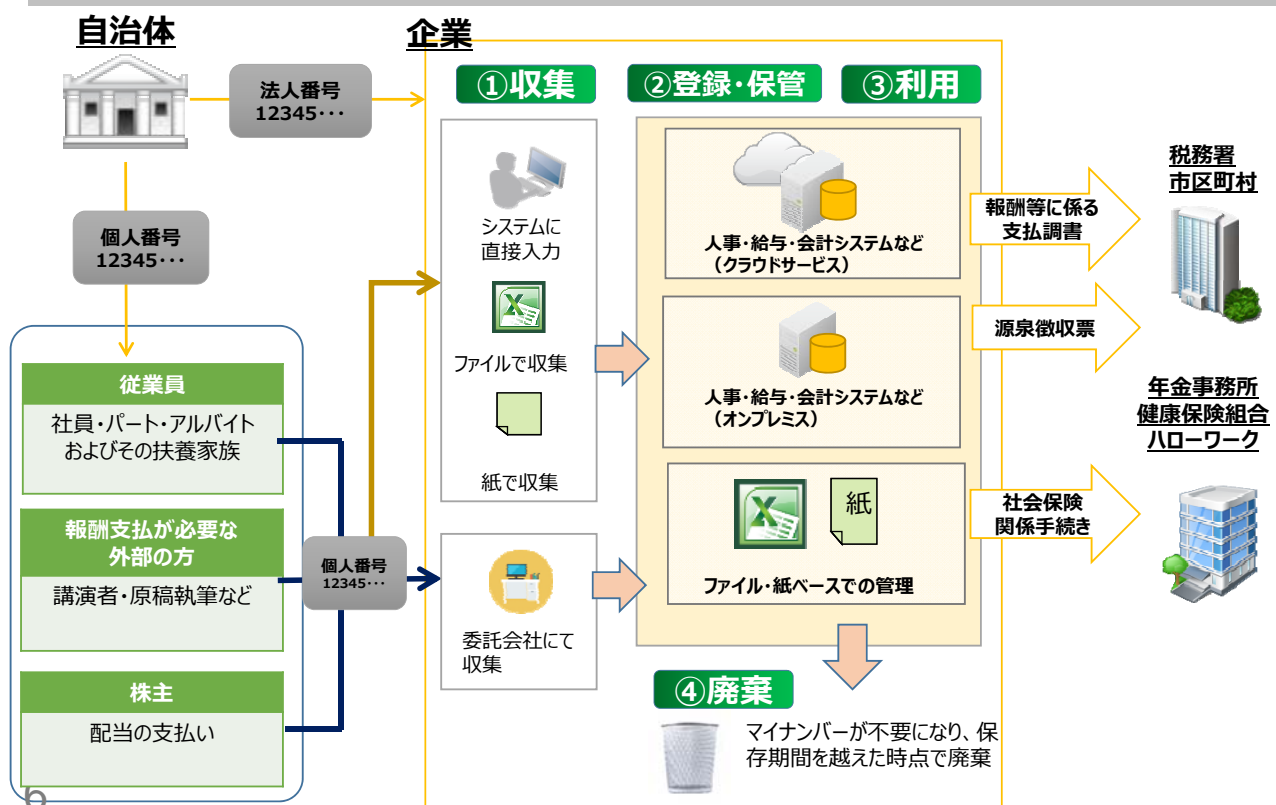 自治体
企業
法人番号
12345･･･
個人番号
12345･･･
従業員
社員・パート・アルバイト
およびその扶養家族
報酬支払が必要な
外部の方
講演者・原稿執筆など
株主
配当の支払い
個人番号
12345･･･
①収集
システムに
直接入力
ファイルで収集
紙で収集
委託会社にて
収集
②登録・保管
③利用
人事・給与・会計システムなど
（クラウドサービス）
人事・給与・会計システムなど
（オンプレミス）
紙
ファイル・紙ベースでの管理
④廃棄
マイナンバーが不要になり、保
存期間を越えた時点で廃棄
報酬等に係る
支払調書
源泉徴収票
社会保険
関係手続き
税務署
市区町村
年金事務所
健康保険組合
ハローワーク